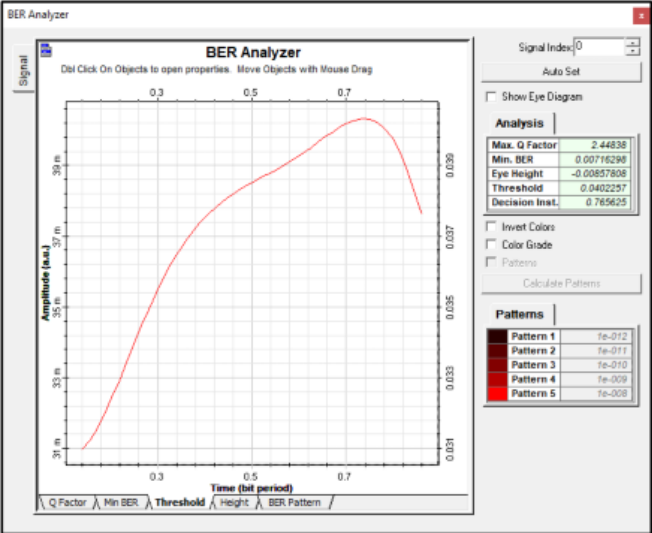 BER Analyzer
x
Signal
BER Analyzer
Dbl Click On Objects to open properties. Move Objects with Mouse Drag
0.3 0.5 0.7
39 m
37 m
35 m
33 m
31 m
Amplitude (a.u.)
0.039
0.037
0.035
0.033
0.031
0.3 0.5 0.7
Time (bit period)
Q Factor Min BER Threshold Height BER Pattern
Signal Index: 0
Auto Set
Show Eye Diagram
Analysis
Max. Q Factor 2.44838
Min. BER 0.00716298
Eye Height -0.00857808
Threshold 0.0402257
Decision Inst. 0.765625
Invert Colors
Color Grade
Patterns
Calculate Patterns
Patterns
Pattern 1 1e-012
Pattern 2 1e-011
Pattern 3 1e-010
Pattern 4 1e-009
Pattern 5 1e-008